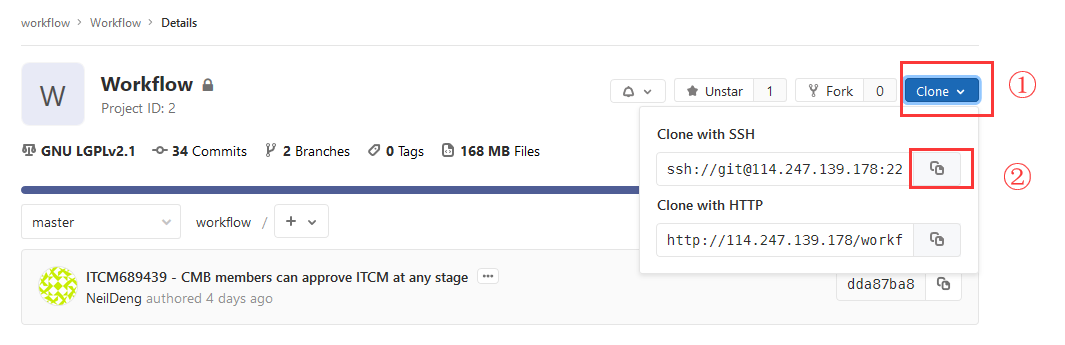 workflow > Workflow > Details
W
Workflow
Project ID: 2
Unstar 1
Fork 0
Clone
①
GNU LGPLv2.1 34 Commits 2 Branches 0 Tags 168 MB Files
Clone with SSH
ssh://git@114.247.139.178:22
②
Clone with HTTP
http://114.247.139.178/workf
master
workflow / +
ITCM689439 - CMB members can approve ITCM at any stage ···
NeilDeng authored 4 days ago
dda87ba8